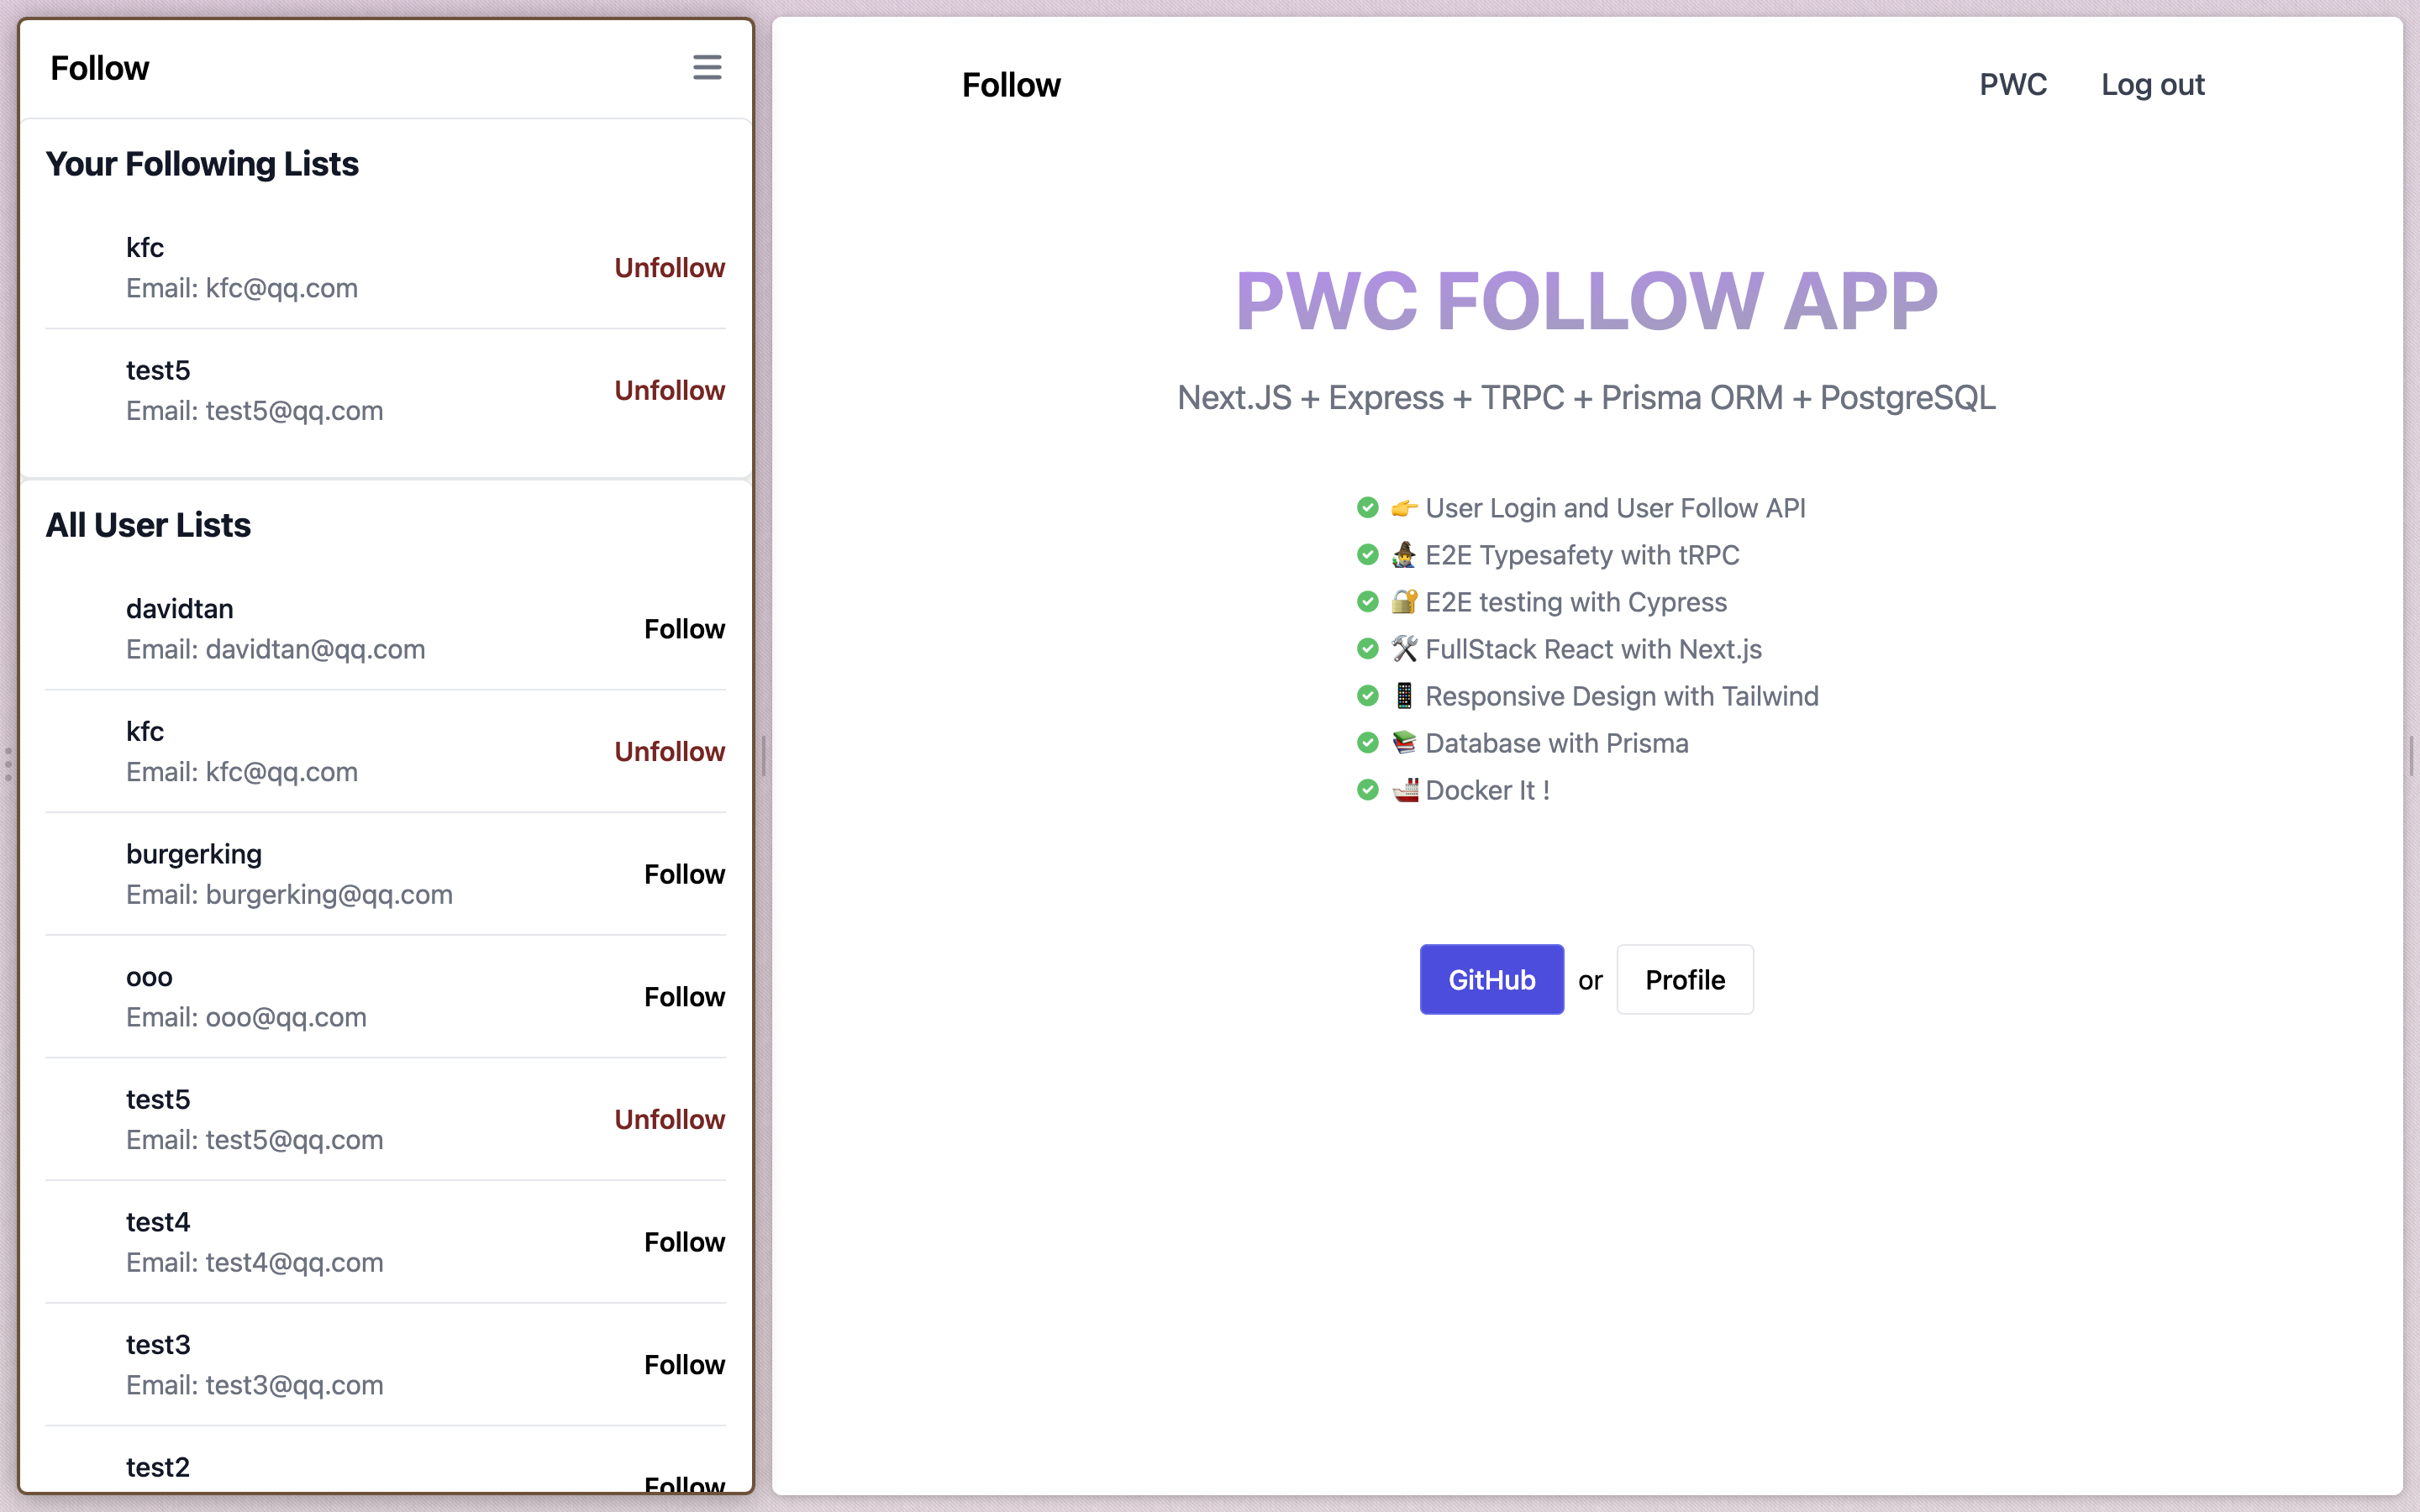 Follow
Your Following Lists
kfc
Email: kfc@qq.com
Unfollow
test5
Email: test5@qq.com
Unfollow
All User Lists
davidtan
Email: davidtan@qq.com
Follow
kfc
Email: kfc@qq.com
Unfollow
burgerking
Email: burgerking@qq.com
Follow
ooo
Email: ooo@qq.com
Follow
test5
Email: test5@qq.com
Unfollow
test4
Email: test4@qq.com
Follow
test3
Email: test3@qq.com
Follow
test2
Follow
Follow
PWC Log out
PWC FOLLOW APP
Next.JS + Express + TRPC + Prisma ORM + PostgreSQL
👉 User Login and User Follow API
🧙‍♂️ E2E Typesafety with tRPC
🔐 E2E testing with Cypress
🛠 FullStack React with Next.js
📱 Responsive Design with Tailwind
📚 Database with Prisma
🚢 Docker It !
GitHub or Profile